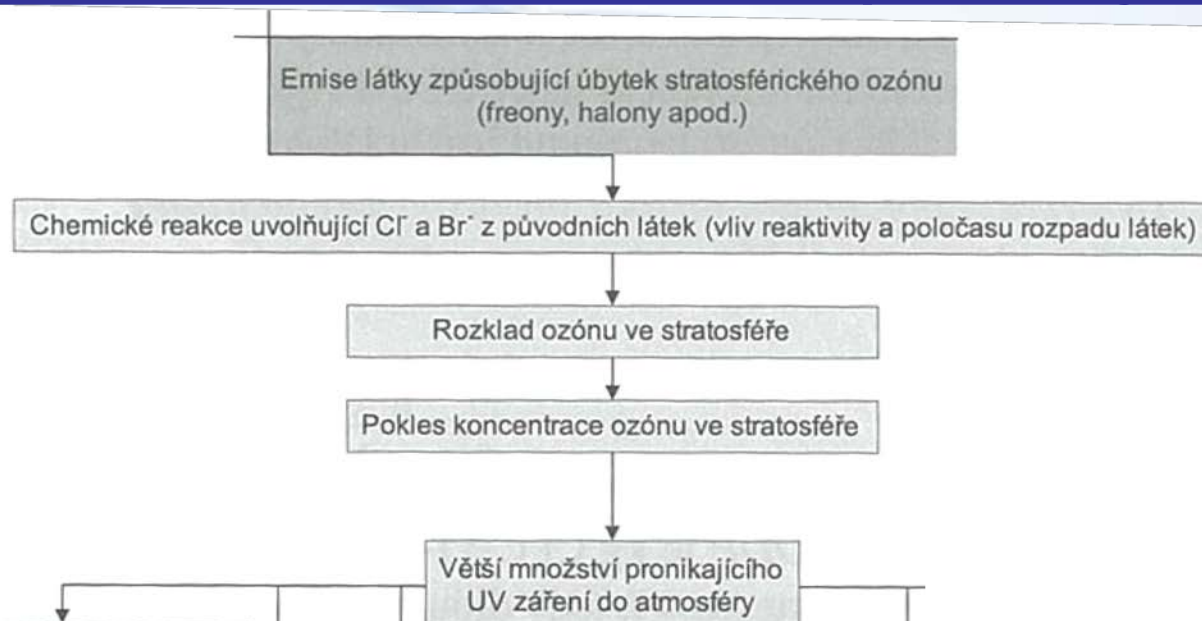 Emise látky způsobující úbytek stratosférického ozónu
(freony, halony apod.)
Chemické reakce uvolňující Cl⁻ a Br⁻ z původních látek (vliv reaktivity a poločasu rozpadu látek)
Rozklad ozónu ve stratosféře
Pokles koncentrace ozónu ve stratosféře
Větší množství pronikajícího
UV záření do atmosféry